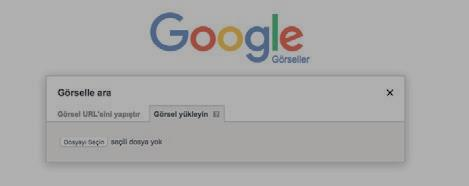 Google
Görseller
Görselle ara
Görsel URL'sini yapıştır Görsel yükleyin
Dosyayı Seçin seçili dosya yok